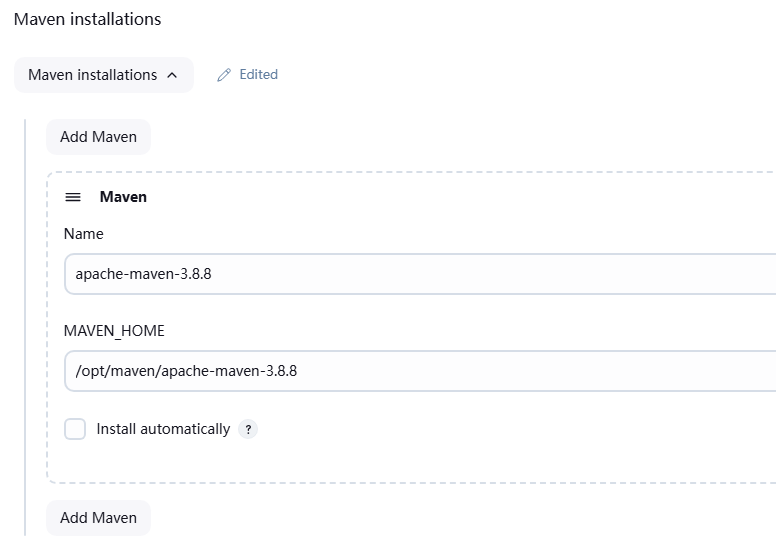 Maven installations
Maven installations
Edited
Add Maven
Maven
Name
apache-maven-3.8.8
MAVEN_HOME
/opt/maven/apache-maven-3.8.8
Install automatically ?
Add Maven